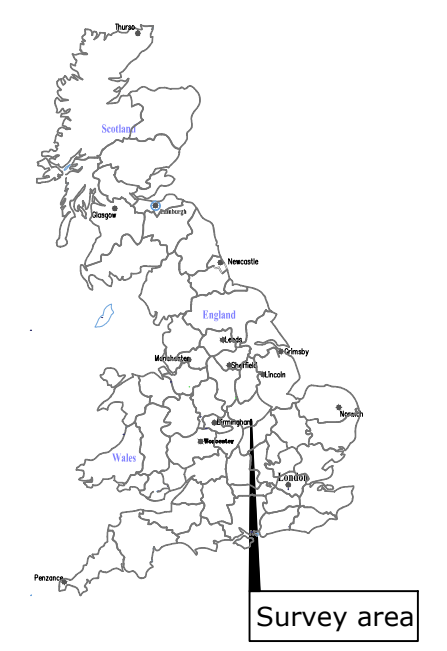 Thurso
Scotland
Edinburgh
Glasgow
Newcastle
England
Leeds
Grimsby
Manchester
Sheffield
Lincoln
Norwich
Birmingham
Worcester
Wales
London
Penzance
Survey area